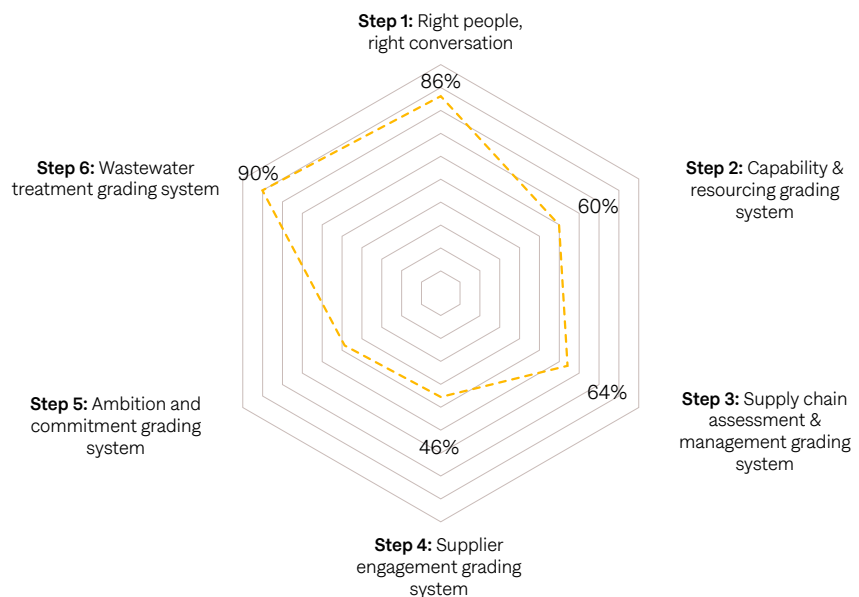 Step 1: Right people,
right conversation
86%
Step 6: Wastewater
treatment grading system
90%
Step 2: Capability &
resourcing grading
system
60%
Step 5: Ambition and
commitment grading
system
64%
Step 3: Supply chain
assessment &
management grading
system
46%
Step 4: Supplier
engagement grading
system